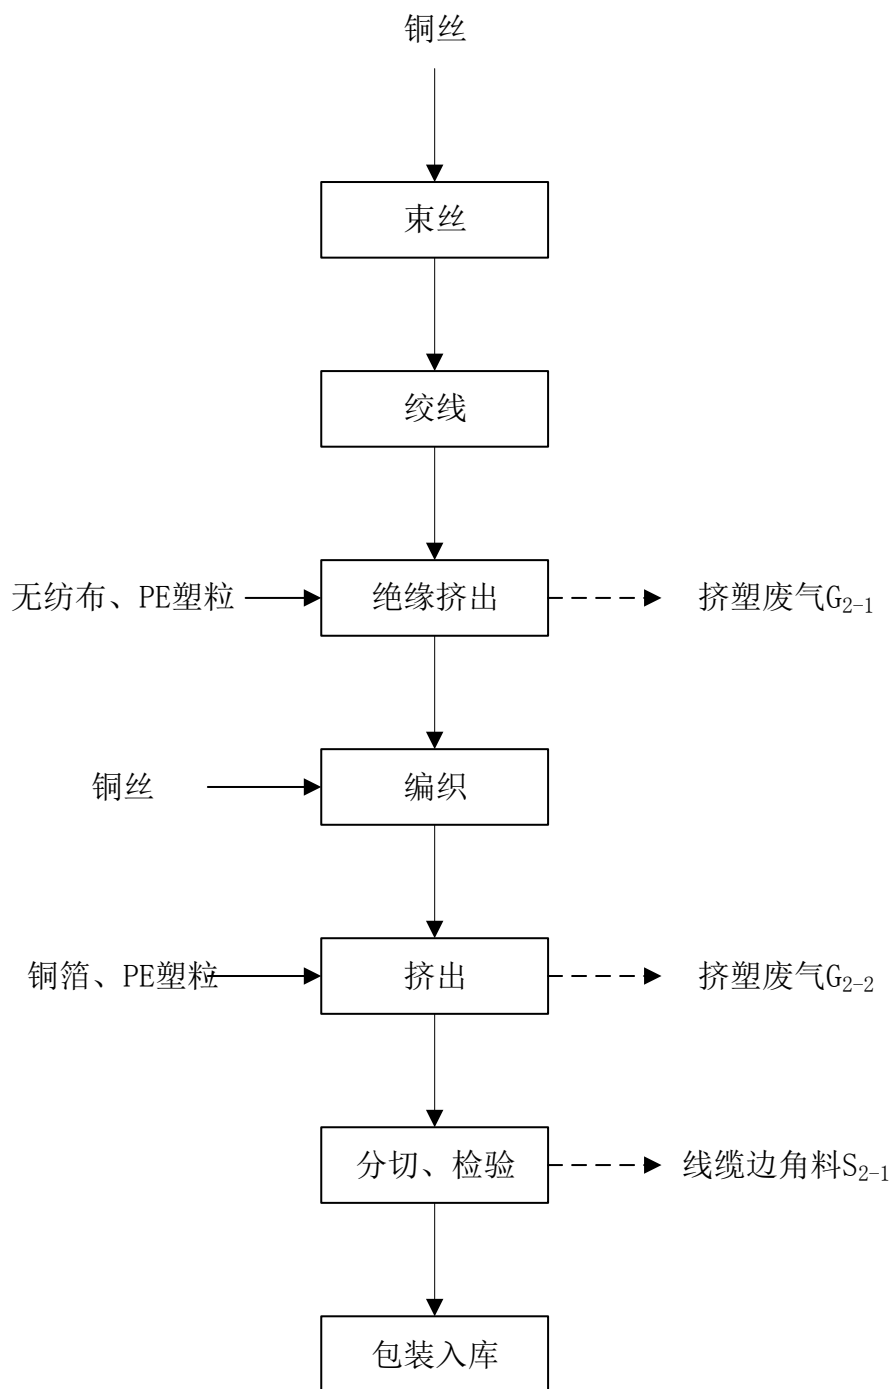 铜丝
束丝
绞线
无纺布、PE塑粒
绝缘挤出
挤塑废气G2-1
铜丝
编织
铜箔、PE塑粒
挤出
挤塑废气G2-2
分切、检验
线缆边角料S2-1
包装入库